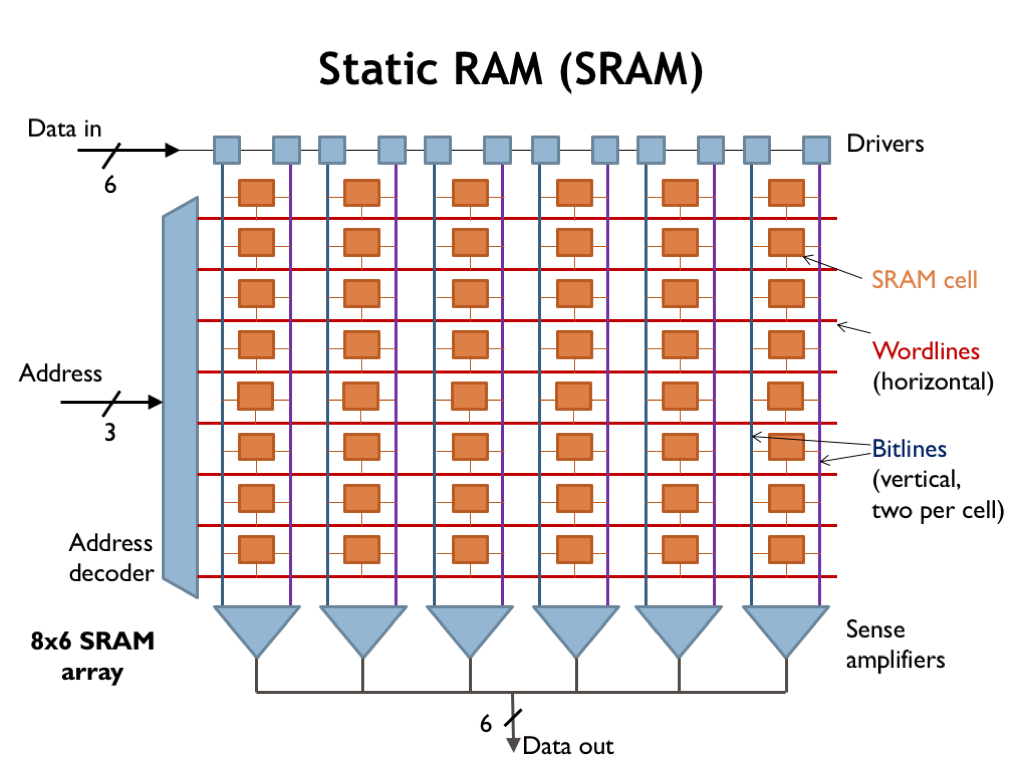 Static RAM (SRAM)
Data in
6
Drivers
SRAM cell
Wordlines
(horizontal)
Address
3
Bitlines
(vertical,
two per cell)
Address
decoder
8x6 SRAM
array
Sense
amplifiers
6
Data out